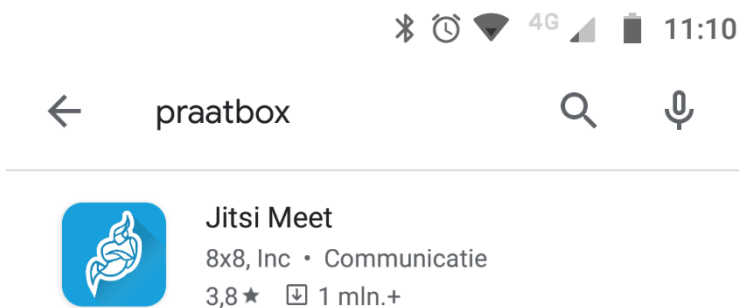 4G 11:10
praatbox
Jitsi Meet
8x8, Inc • Communicatie
3,8★ 1 mln.+